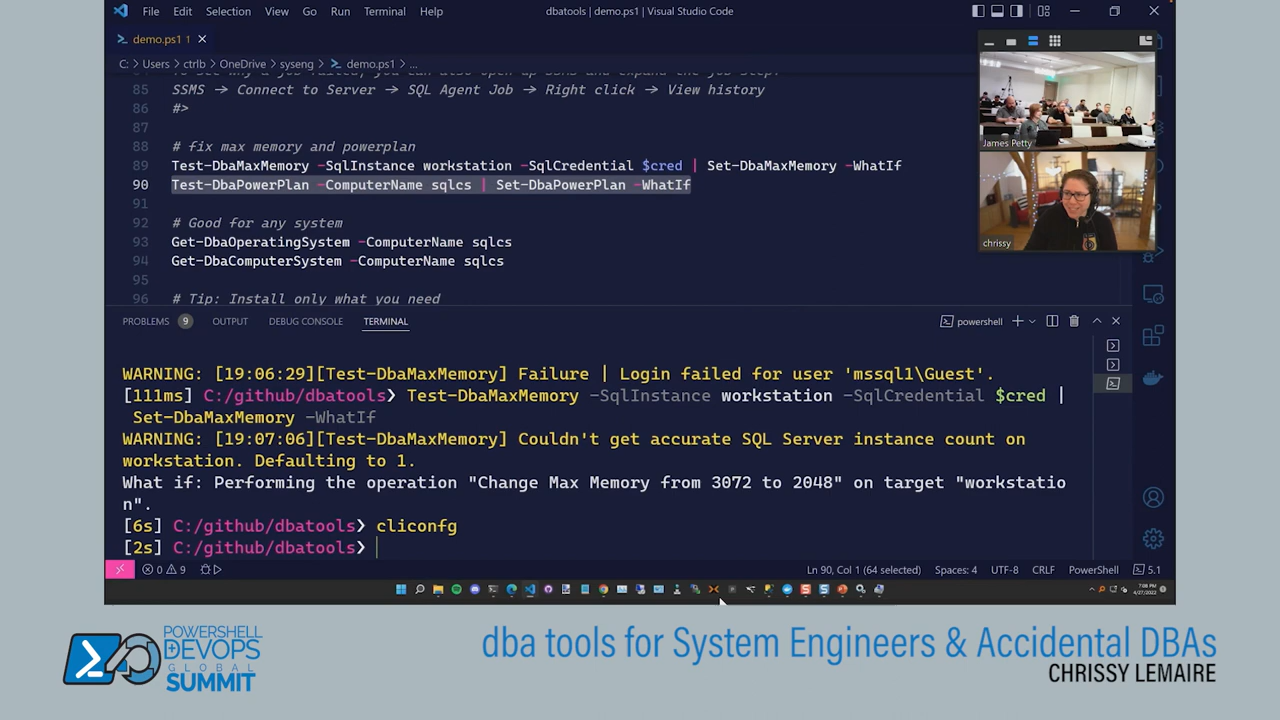 File Edit Selection View Go Run Terminal Help dbatools | demo.ps1 | Visual Studio Code
demo.ps1 1
C: > Users > ctrlb > OneDrive > syseng > demo.ps1 > ...
85 SSMS → Connect to Server → SQL Agent Job → Right click → View history
86 #>
87
88 # fix max memory and powerplan
89 Test-DbaMaxMemory -SqlInstance workstation -SqlCredential $cred | Set-DbaMaxMemory -WhatIf
90 Test-DbaPowerPlan -ComputerName sqlcs | Set-DbaPowerPlan -WhatIf
91
92 # Good for any system
93 Get-DbaOperatingSystem -ComputerName sqlcs
94 Get-DbaComputerSystem -ComputerName sqlcs
95
96 # Tip: Install only what you need
James Petty
chrissy
PROBLEMS 9 OUTPUT DEBUG CONSOLE TERMINAL powershell
WARNING: [19:06:29][Test-DbaMaxMemory] Failure | Login failed for user 'mssql1\Guest'.
[111ms] C:/github/dbatools❯ Test-DbaMaxMemory -SqlInstance workstation -SqlCredential $cred |
Set-DbaMaxMemory -WhatIf
WARNING: [19:07:06][Test-DbaMaxMemory] Couldn't get accurate SQL Server instance count on
workstation. Defaulting to 1.
What if: Performing the operation "Change Max Memory from 3072 to 2048" on target "workstatio
n".
[6s] C:/github/dbatools❯ cliconfg
[2s] C:/github/dbatools❯
0 9 Ln 90, Col 1 (64 selected) Spaces: 4 UTF-8 CRLF PowerShell 5.1
7:08 PM
4/27/2022
POWERSHELL
DEVOPS
GLOBAL
SUMMIT
dba tools for System Engineers & Accidental DBAs
CHRISSY LEMAIRE